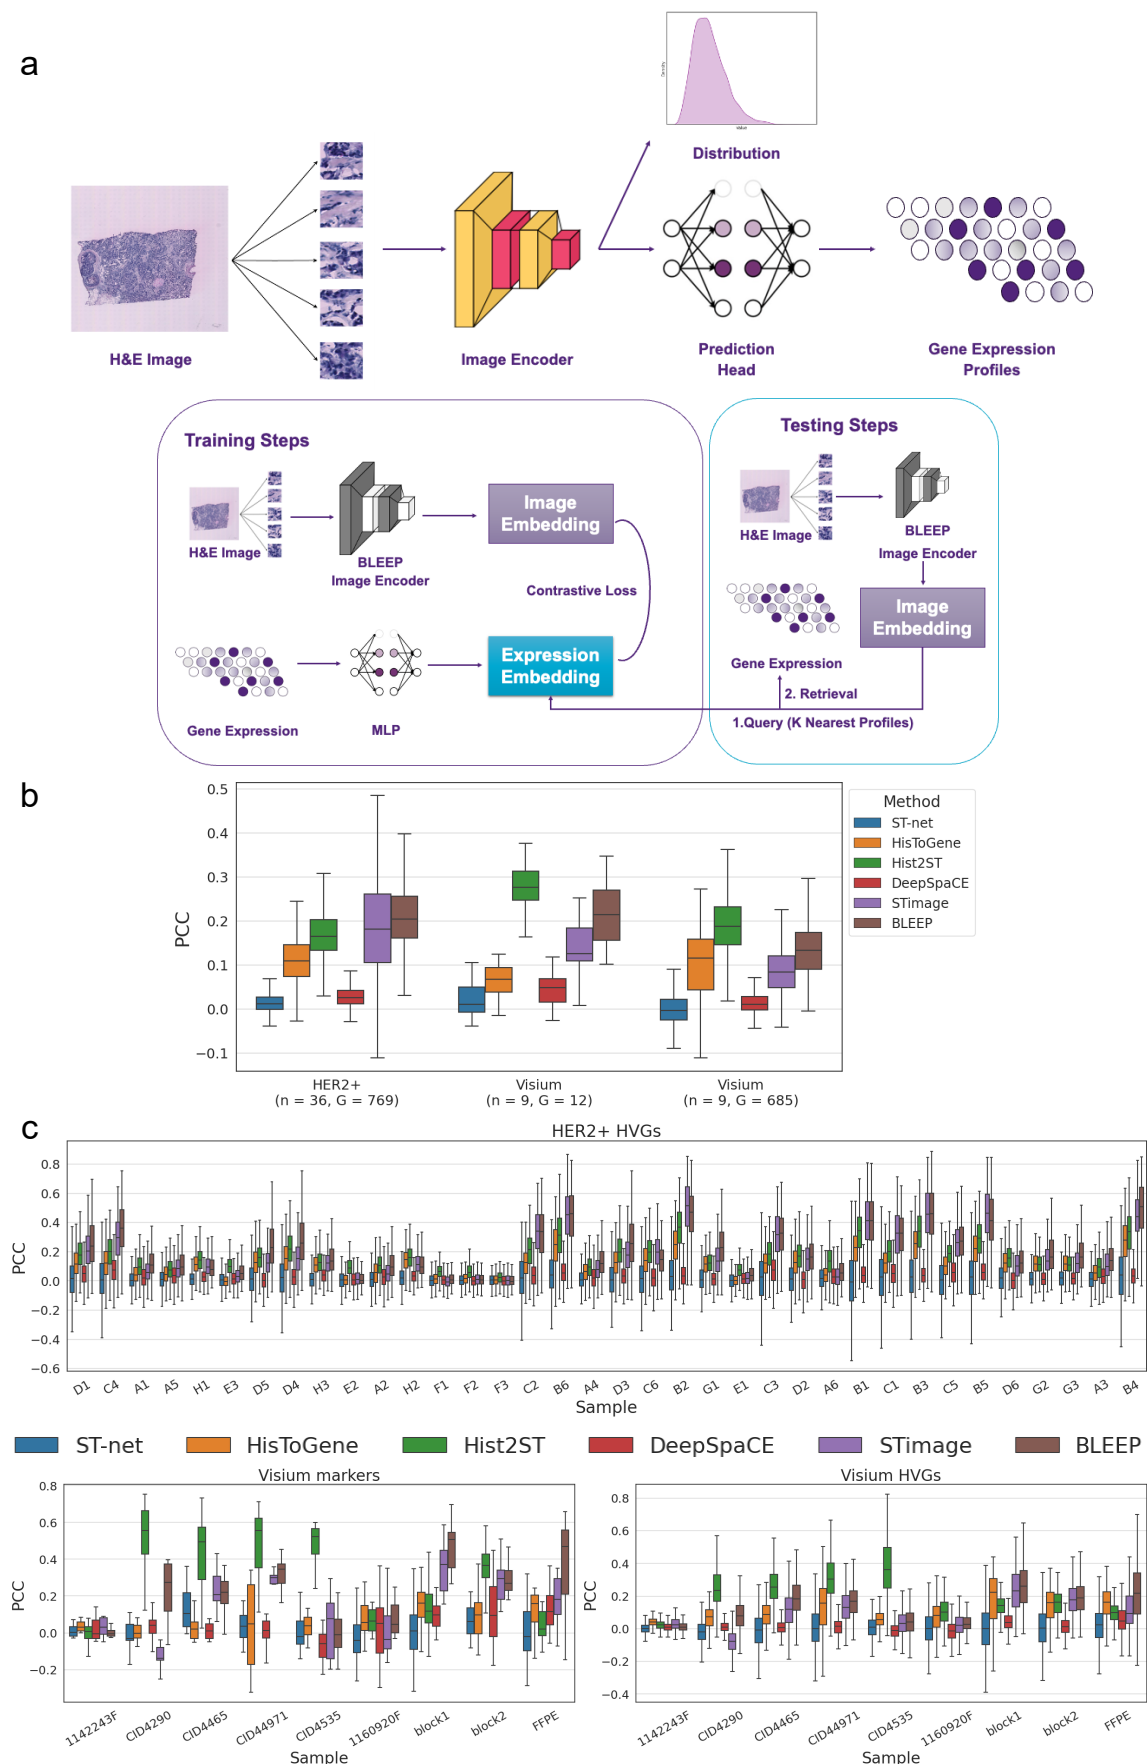 a
Density
Value
Distribution
H&E Image
Image Encoder
Prediction
Head
Gene Expression
Profiles
Training Steps
H&E Image
BLEEP
Image Encoder
Image
Embedding
Contrastive Loss
Gene Expression
MLP
Expression
Embedding
Testing Steps
H&E Image
BLEEP
Image Encoder
Image
Embedding
Gene Expression
2. Retrieval
1.Query (K Nearest Profiles)
b
PCC
0.5
0.4
0.3
0.2
0.1
0.0
−0.1
HER2+
(n = 36, G = 769)
Visium
(n = 9, G = 12)
Visium
(n = 9, G = 685)
Method
ST-net
HisToGene
Hist2ST
DeepSpaCE
STimage
BLEEP
c
HER2+ HVGs
PCC
0.8
0.6
0.4
0.2
0.0
−0.2
−0.4
−0.6
D1 C4 A1 A5 H1 E3 D5 D4 H3 E2 A2 H2 F1 F2 F3 C2 B6 A4 D3 C6 B2 G1 E1 C3 D2 A6 B1 C1 B3 C5 B5 D6 G2 G3 A3 B4
Sample
ST-net HisToGene Hist2ST DeepSpaCE STimage BLEEP
Visium markers
PCC
0.8
0.6
0.4
0.2
0.0
−0.2
1142243F CID4290 CID4465 CID44971 CID4535 1160920F block1 block2 FFPE
Sample
Visium HVGs
PCC
0.8
0.6
0.4
0.2
0.0
−0.2
−0.4
1142243F CID4290 CID4465 CID44971 CID4535 1160920F block1 block2 FFPE
Sample